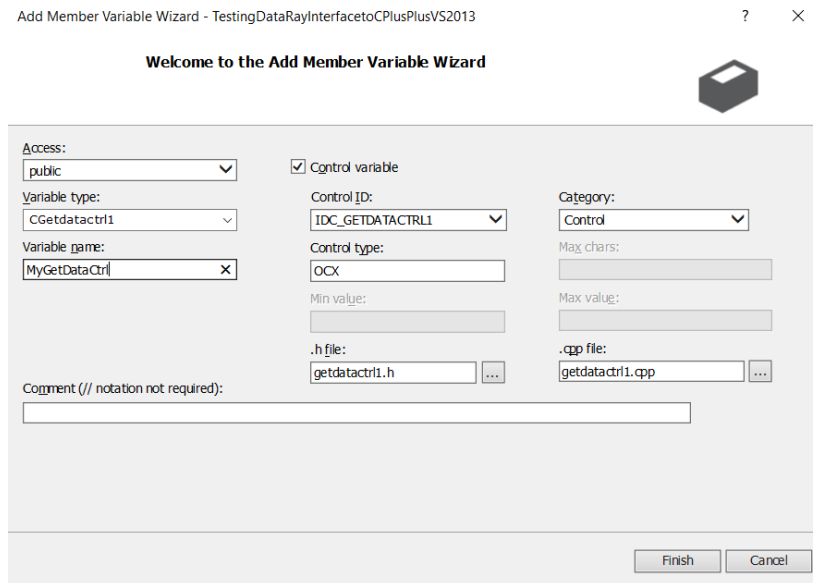 Add Member Variable Wizard - TestingDataRayInterfacetoCPlusPlusVS2013 ?
Welcome to the Add Member Variable Wizard
Access:
public
Control variable
Variable type:
Control ID:
Category:
CGetdatactrl1
IDC_GETDATACTRL1
Control
Variable name:
Control type:
Max chars:
MyGetDataCtrl
OCX
Min value:
Max value:
.h file:
.cpp file:
getdatactrl1.h
...
getdatactrl1.cpp
...
Comment (// notation not required):
Finish
Cancel